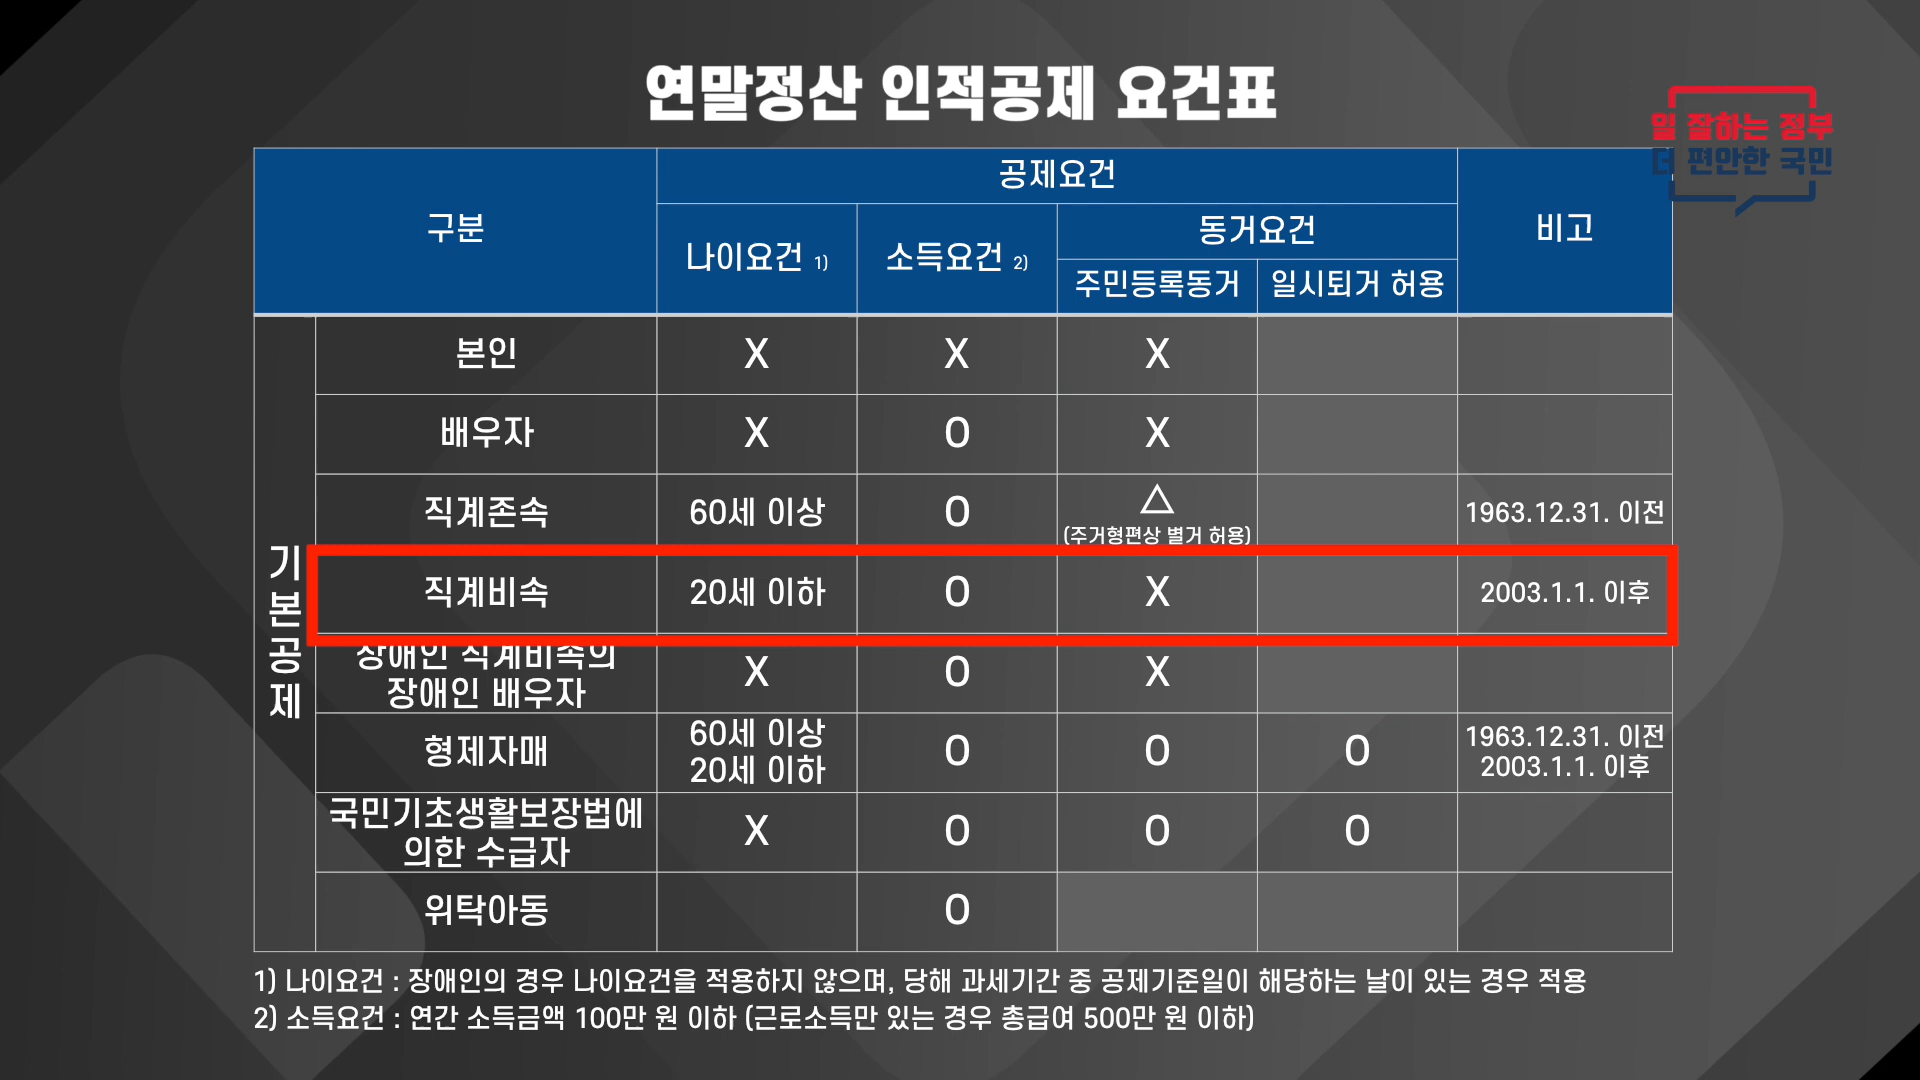 연말정산 인적공제 요건표
일 잘하는 정부
더 편안한 국민
구분
공제요건
비고
나이요건 1)
소득요건 2)
동거요건
주민등록동거
일시퇴거 허용
기본공제
본인 X X X
배우자 X O X
직계존속 60세 이상 O △ 1963.12.31. 이전
(주거형편상 별거 허용)
직계비속 20세 이하 O X 2003.1.1. 이후
장애인 직계비속의
장애인 배우자 X O X
형제자매 60세 이상 O O O 1963.12.31. 이전
20세 이하 2003.1.1. 이후
국민기초생활보장법에
의한 수급자 X O O O
위탁아동 O
1) 나이요건 : 장애인의 경우 나이요건을 적용하지 않으며, 당해 과세기간 중 공제기준일이 해당하는 날이 있는 경우 적용
2) 소득요건 : 연간 소득금액 100만 원 이하 (근로소득만 있는 경우 총급여 500만 원 이하)